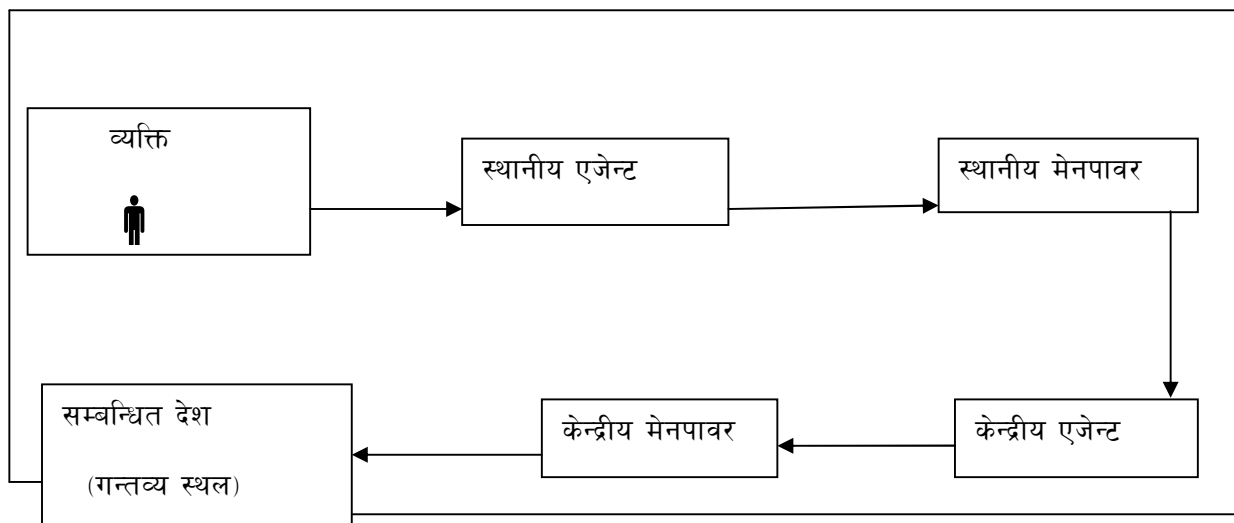 व्यक्ति
स्थानीय एजेन्ट
स्थानीय मेनपावर
केन्द्रीय एजेन्ट
केन्द्रीय मेनपावर
सम्बन्धित देश
(गन्तव्य स्थल)